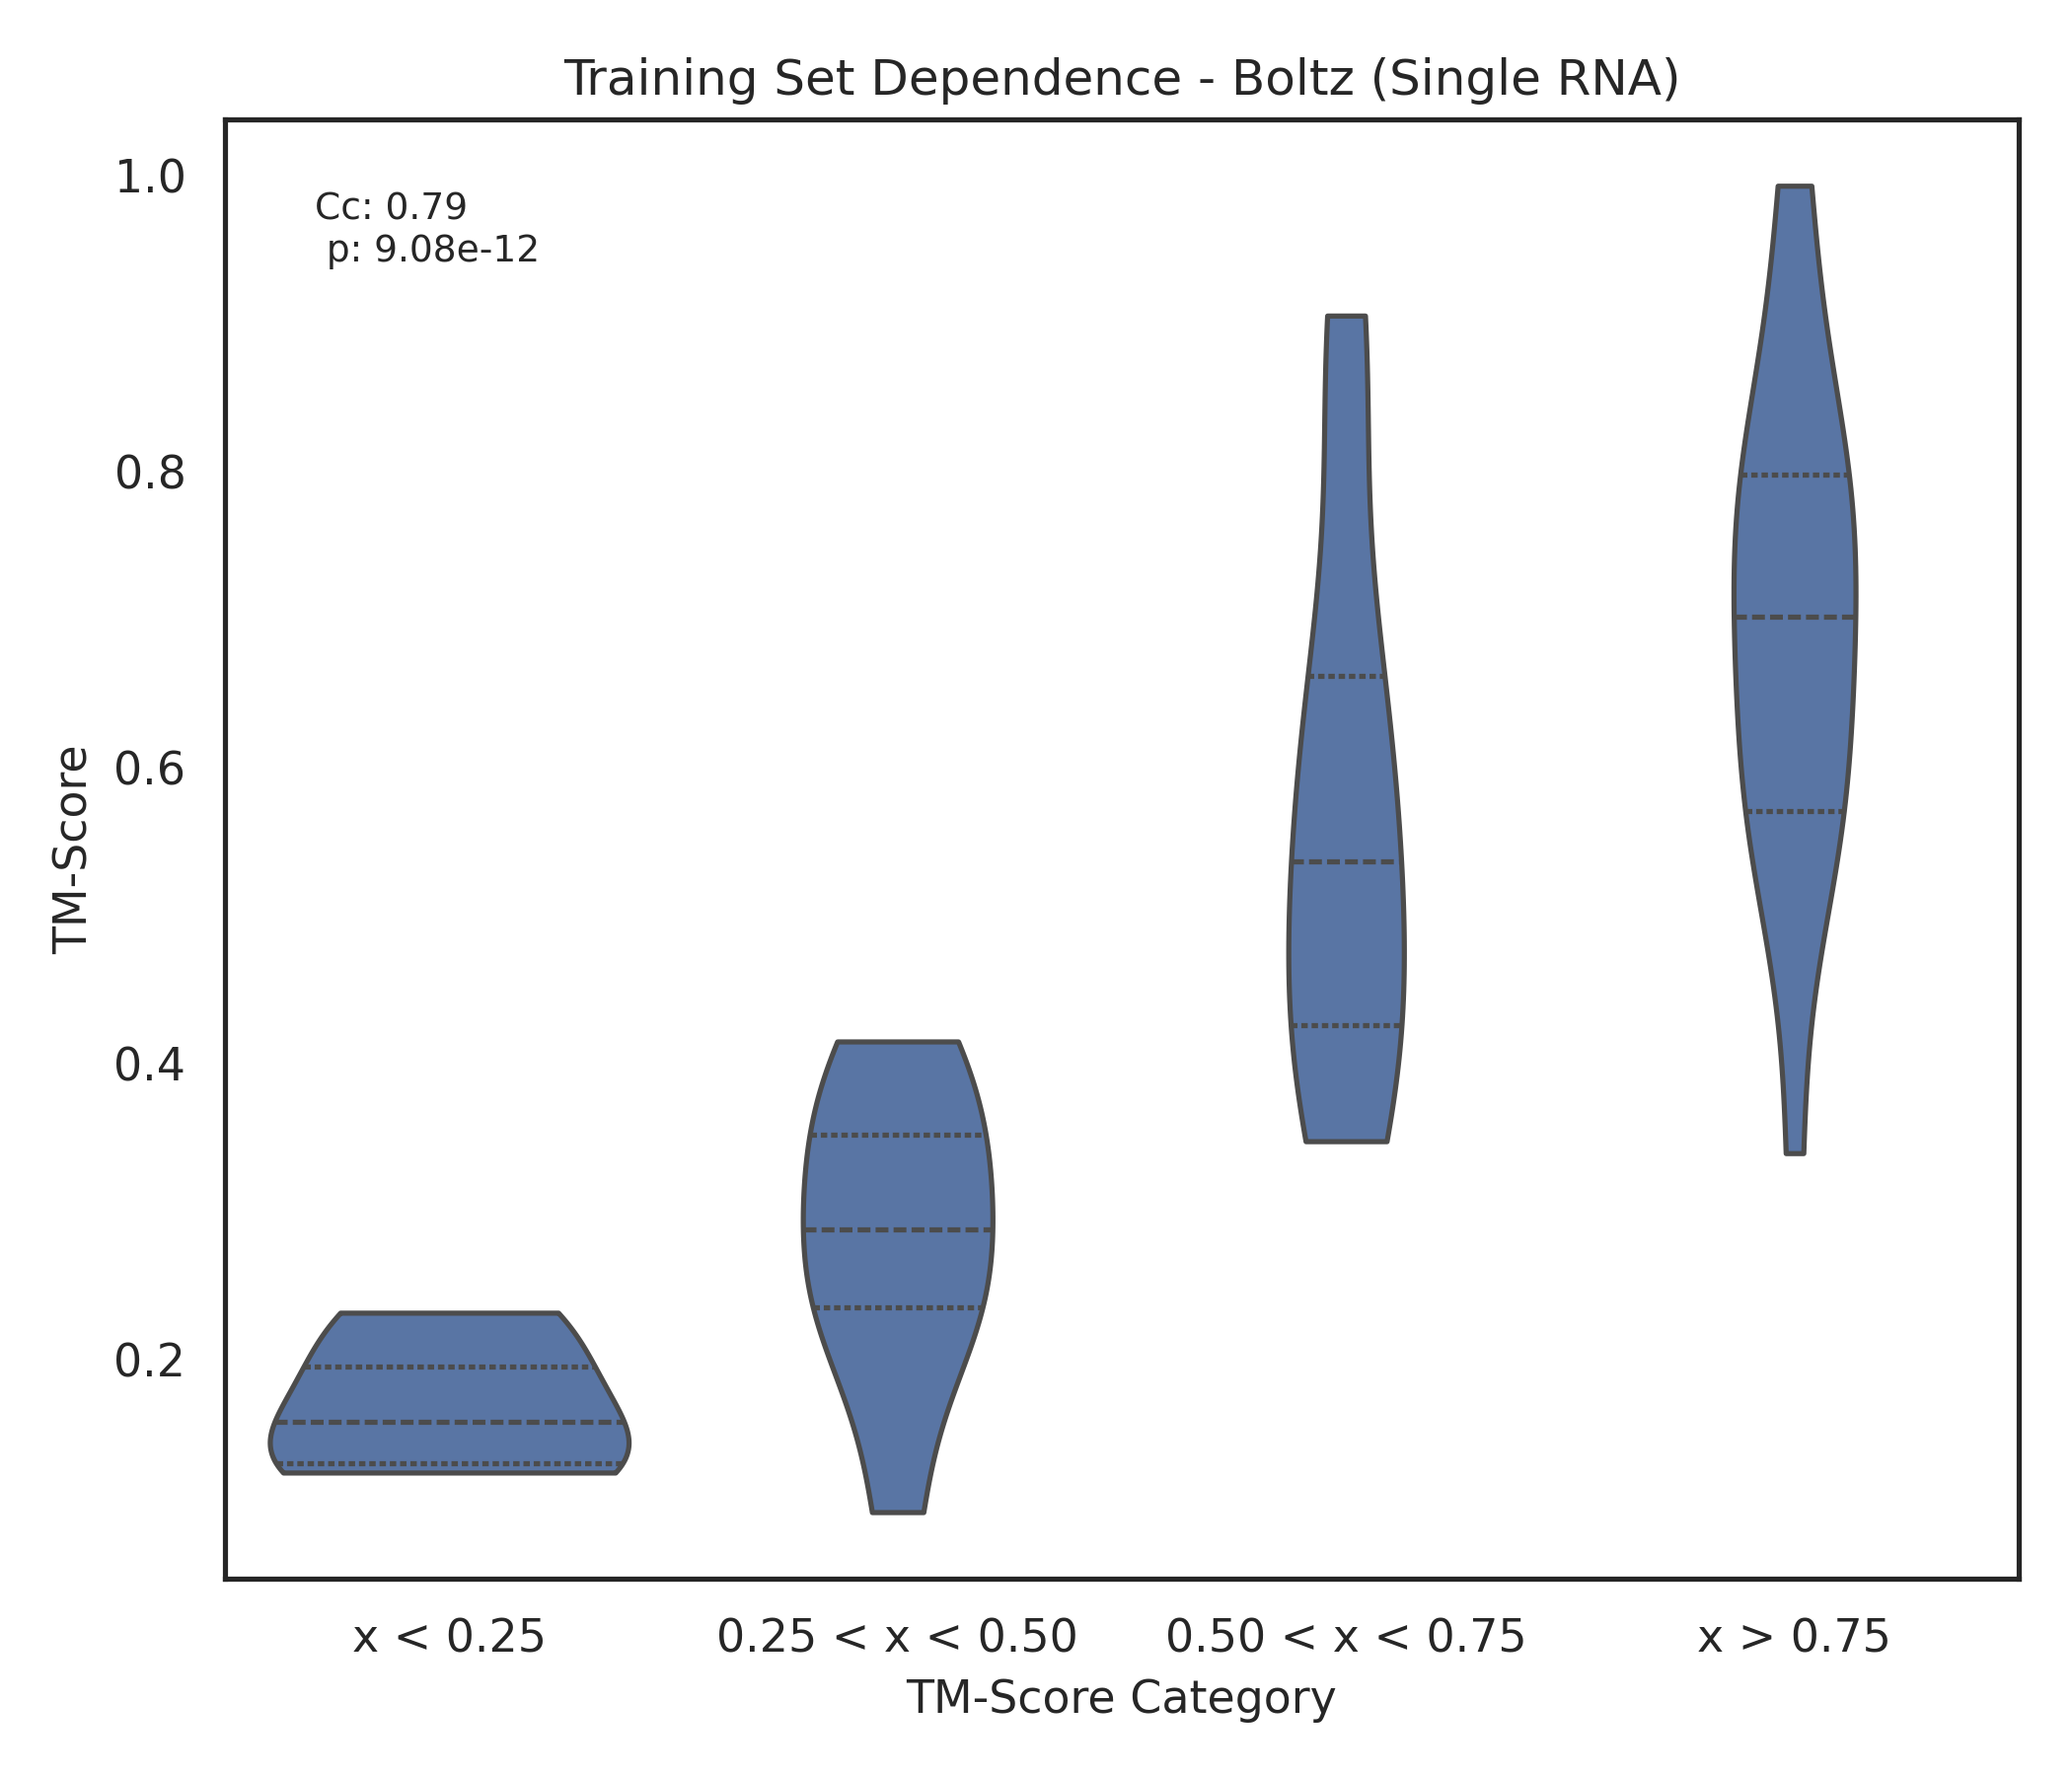 Training Set Dependence - Boltz (Single RNA)
Cc: 0.79
p: 9.08e-12
1.0
0.8
0.6
0.4
0.2
TM-Score
x < 0.25
0.25 < x < 0.50
0.50 < x < 0.75
x > 0.75
TM-Score Category